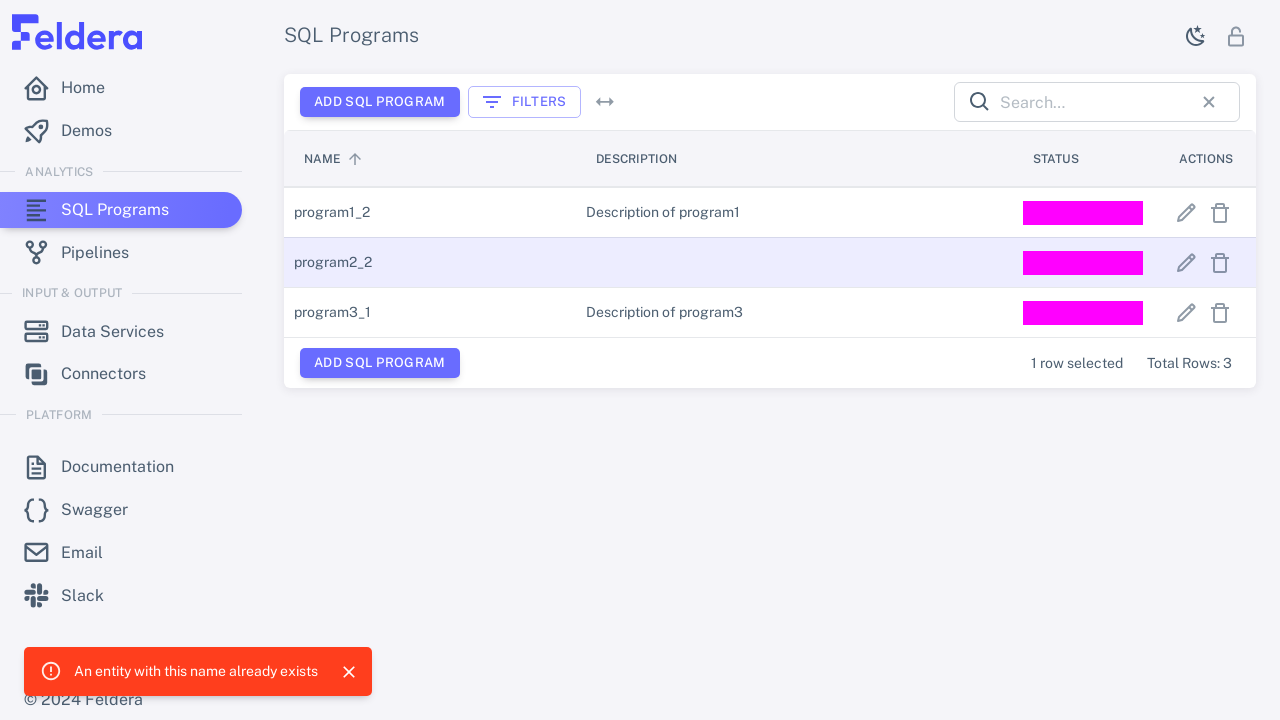 Feldera
Home
Demos
ANALYTICS
SQL Programs
Pipelines
INPUT & OUTPUT
Data Services
Connectors
PLATFORM
Documentation
Swagger
Email
Slack
© 2024 Feldera
SQL Programs
ADD SQL PROGRAM
FILTERS
Search...
NAME DESCRIPTION STATUS ACTIONS
program1_2 Description of program1
program2_2
program3_1 Description of program3
ADD SQL PROGRAM
1 row selected Total Rows: 3
An entity with this name already exists